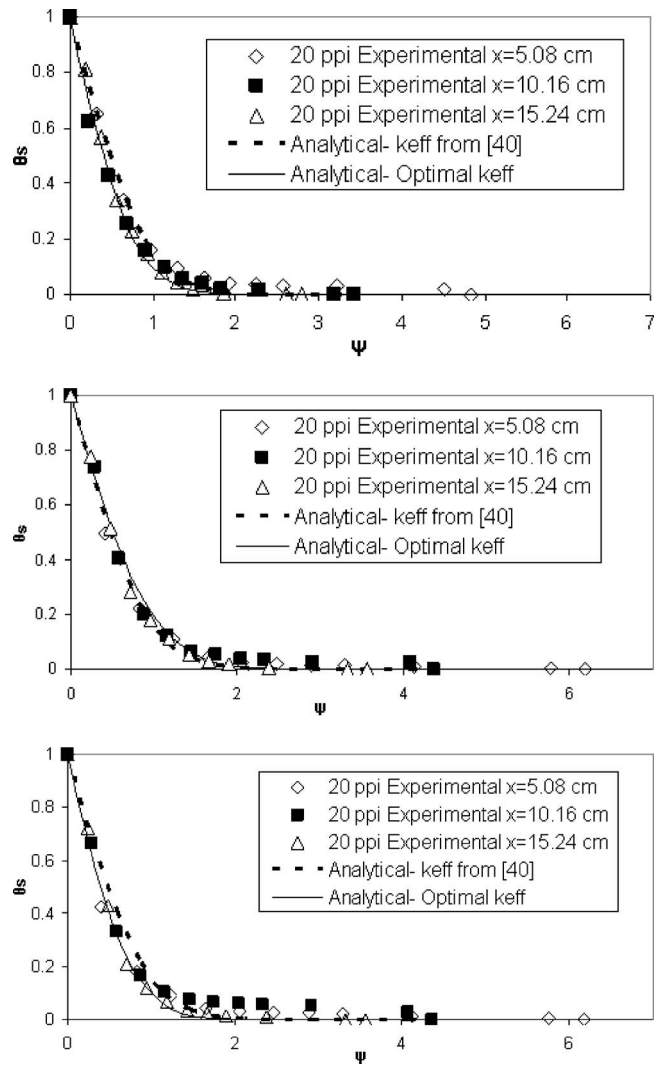 1
0.8
0.6
0.4
0.2
0
θs
20 ppi Experimental x=5.08 cm
20 ppi Experimental x=10.16 cm
20 ppi Experimental x=15.24 cm
Analytical- keff from [40]
Analytical- Optimal keff
0 1 2 3 4 5 6 7
Ψ
1
0.8
0.6
0.4
0.2
0
θs
20 ppi Experimental x=5.08 cm
20 ppi Experimental x=10.16 cm
20 ppi Experimental x=15.24 cm
Analytical- keff from [40]
Analytical- Optimal keff
0 2 4 6
Ψ
1
0.8
0.6
0.4
0.2
0
θs
20 ppi Experimental x=5.08 cm
20 ppi Experimental x=10.16 cm
20 ppi Experimental x=15.24 cm
Analytical- keff from [40]
Analytical- Optimal keff
0 2 4 6
Ψ